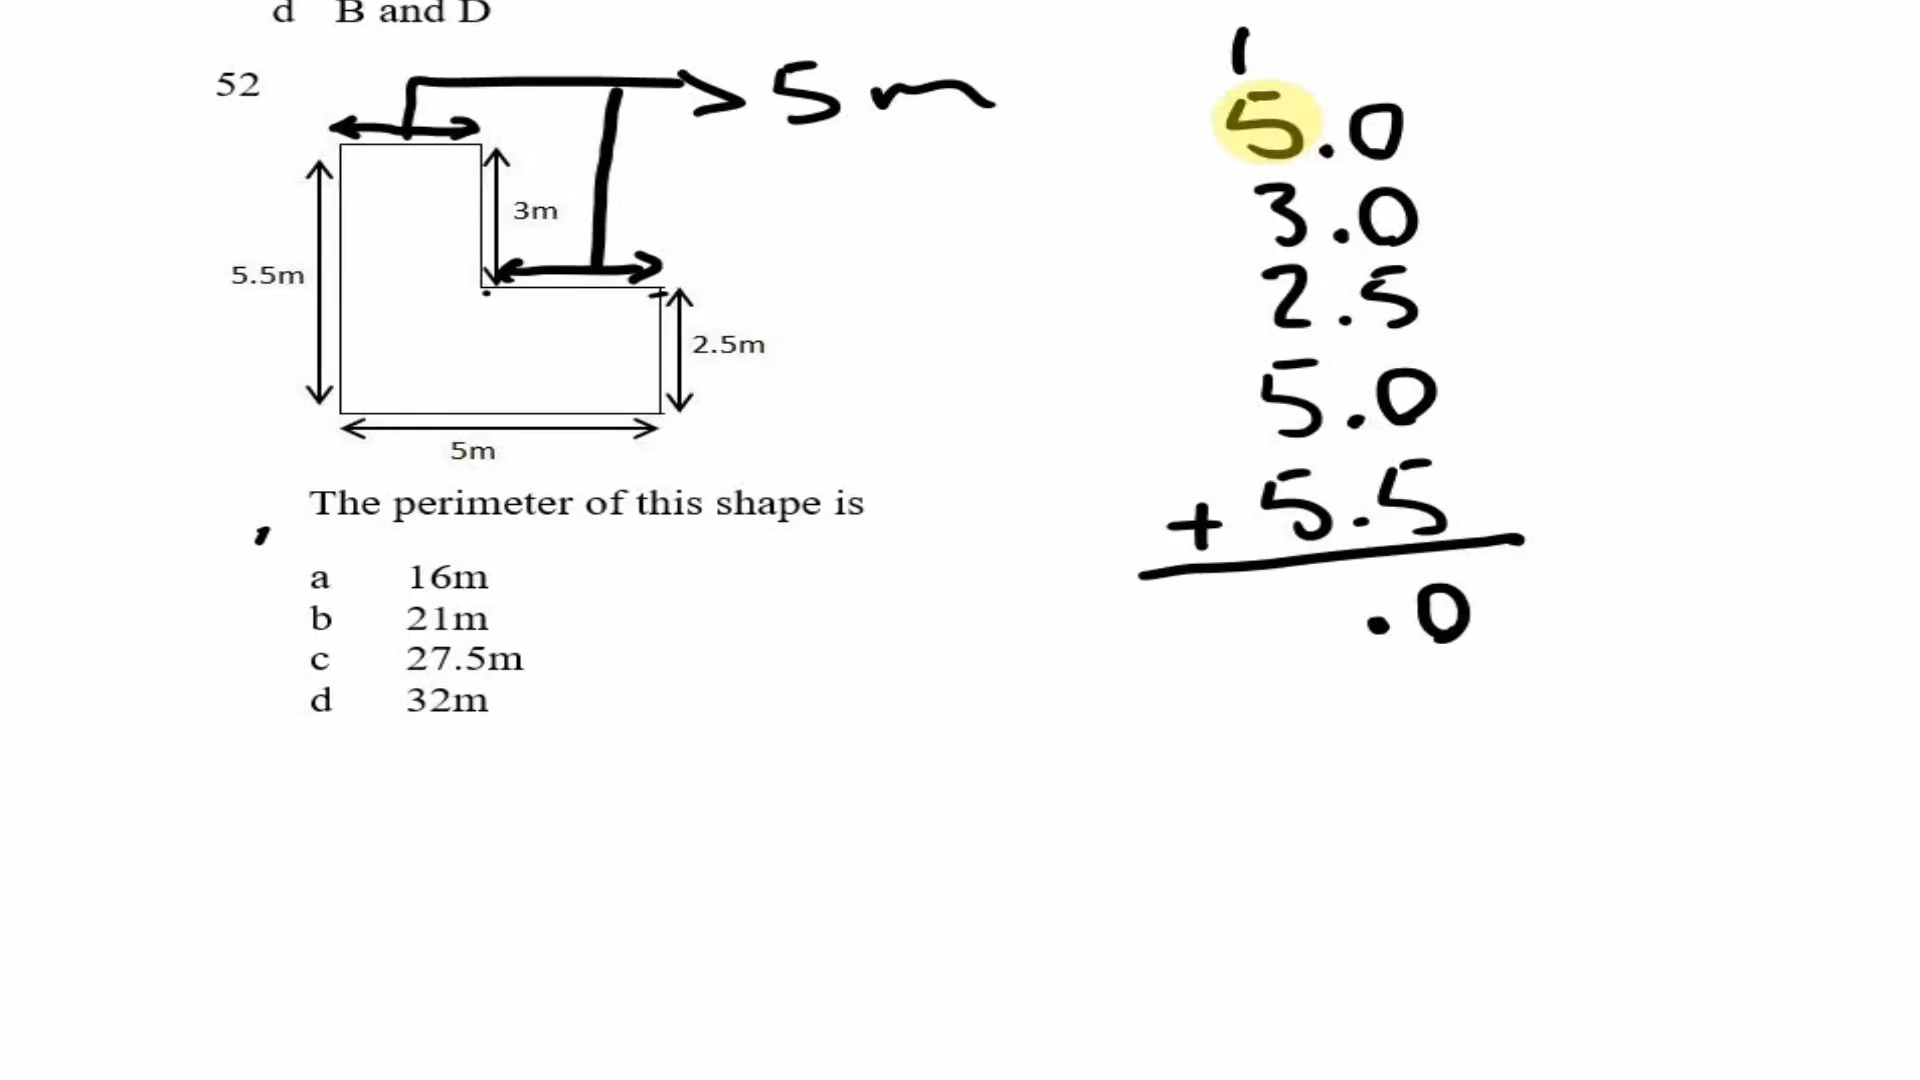 d B and D
52
5 m
3m
5.5m
2.5m
5m
The perimeter of this shape is
a 16m
b 21m
c 27.5m
d 32m
1
5.0
3.0
2.5
5.0
+ 5.5
.0